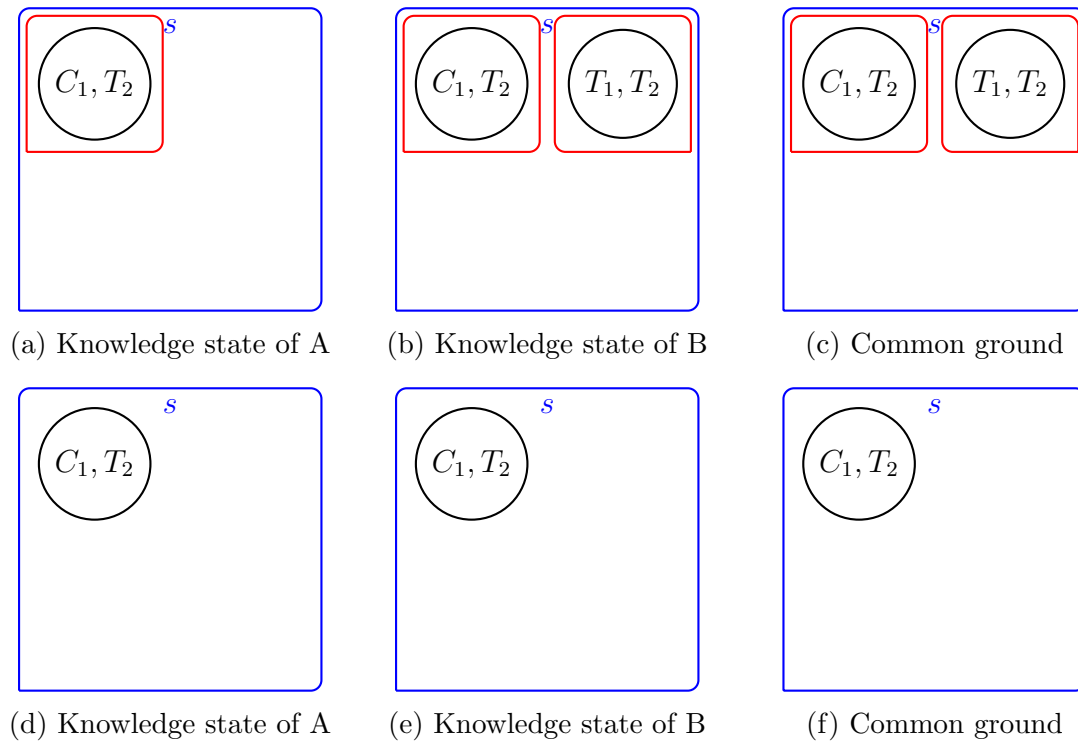 s s s
C₁, T₂ C₁, T₂ T₁, T₂ C₁, T₂ T₁, T₂
(a) Knowledge state of A (b) Knowledge state of B (c) Common ground
s s s
C₁, T₂ C₁, T₂ C₁, T₂
(d) Knowledge state of A (e) Knowledge state of B (f) Common ground